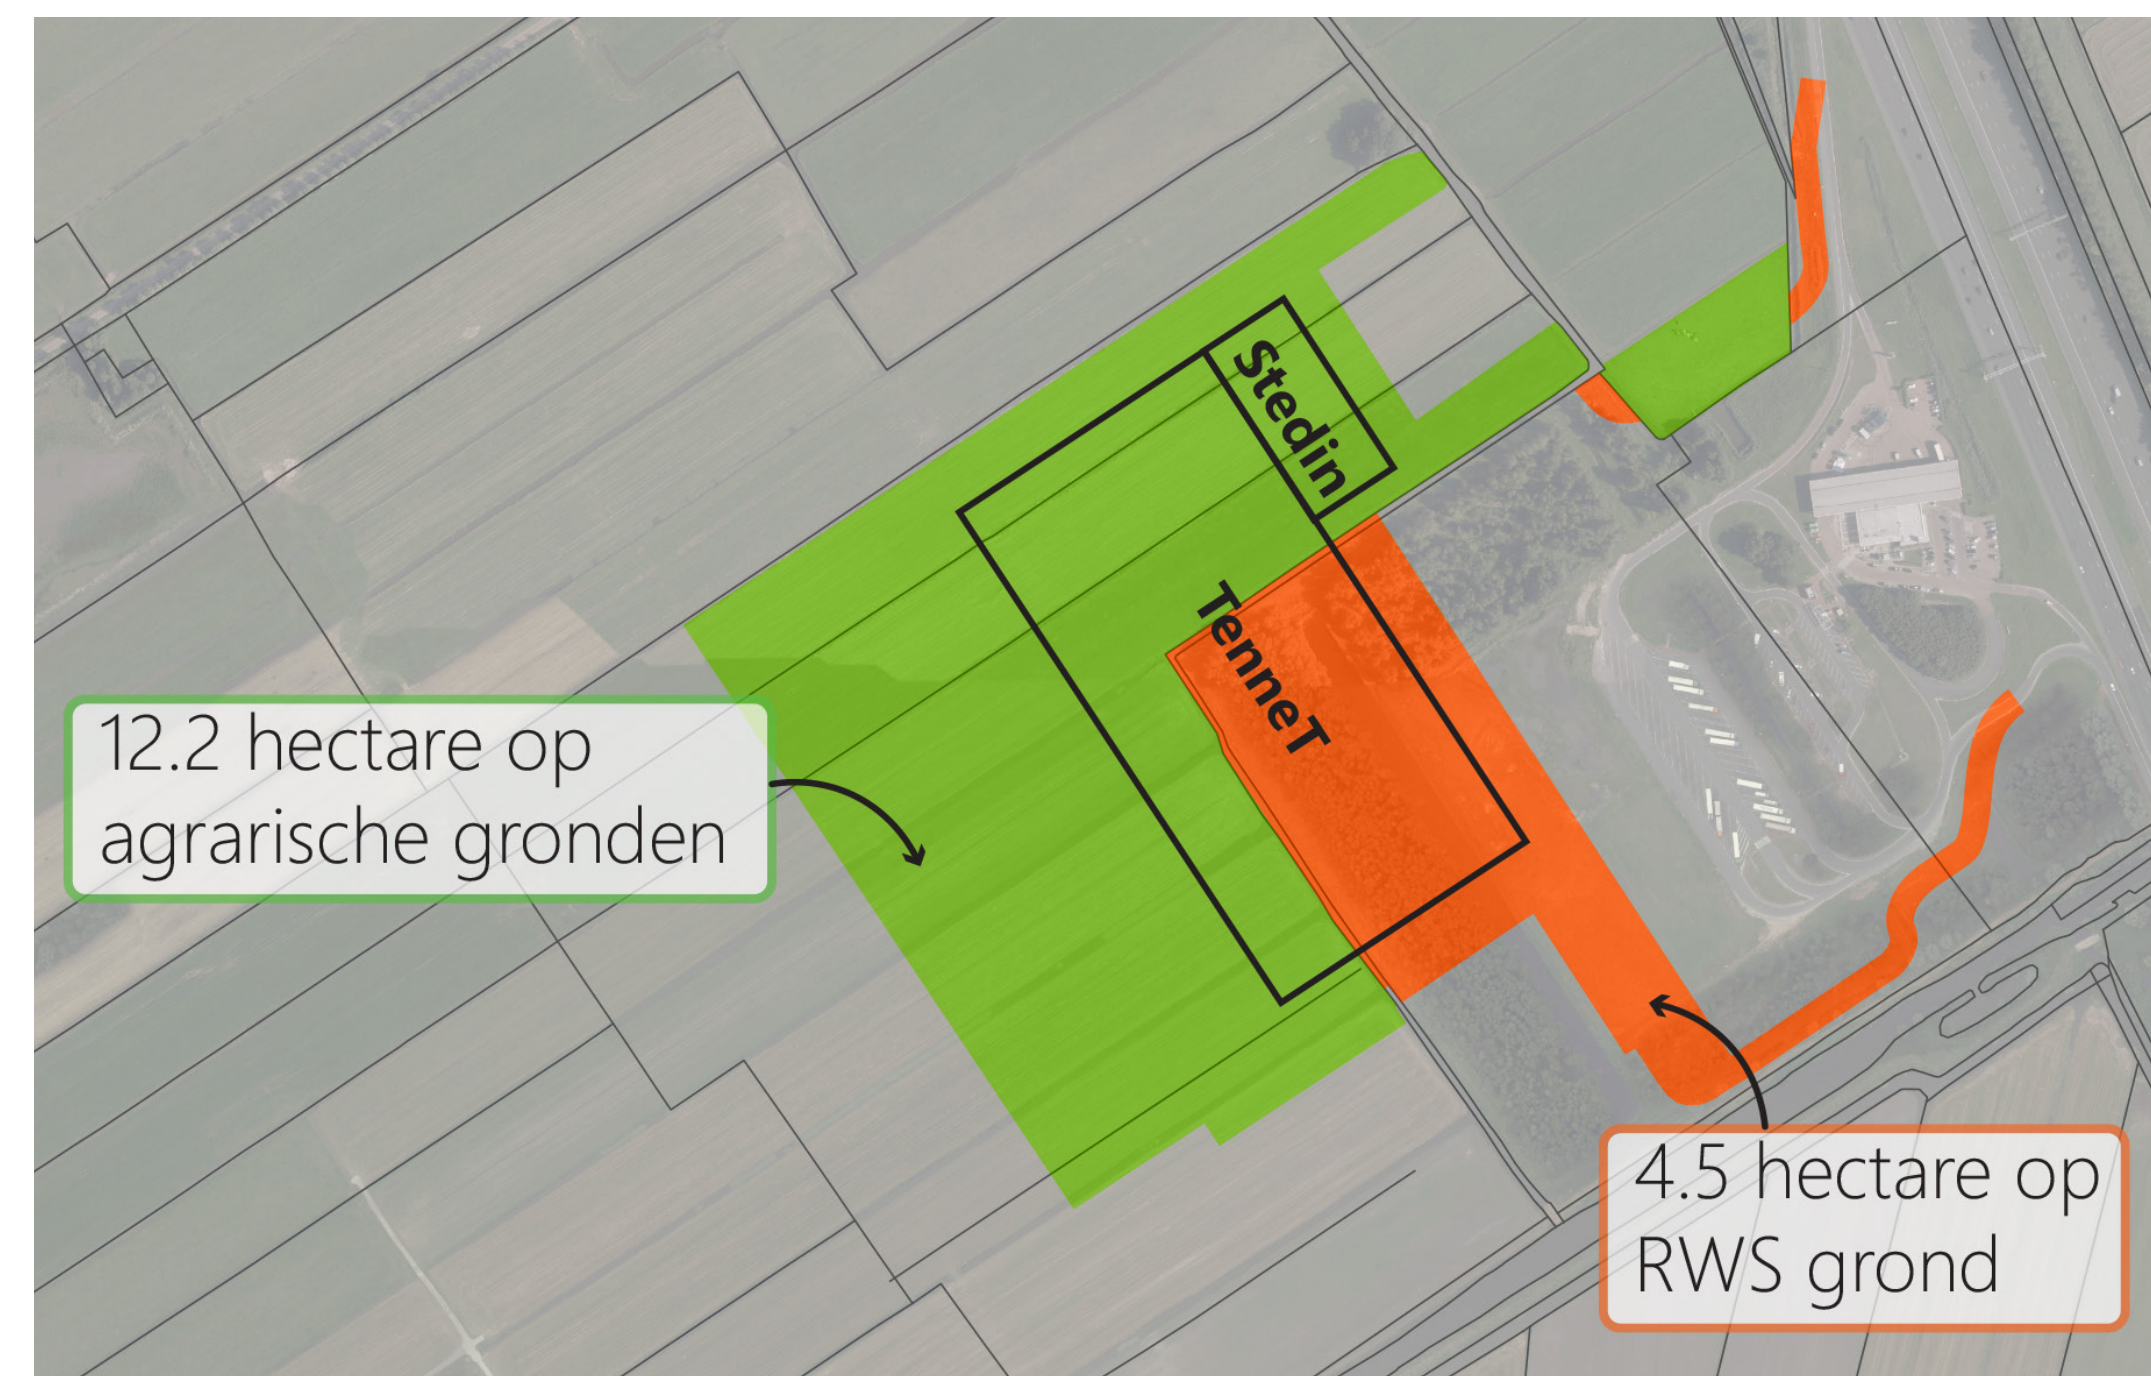 Stedin
TenneT
12.2 hectare op
agrarische gronden
4.5 hectare op
RWS grond